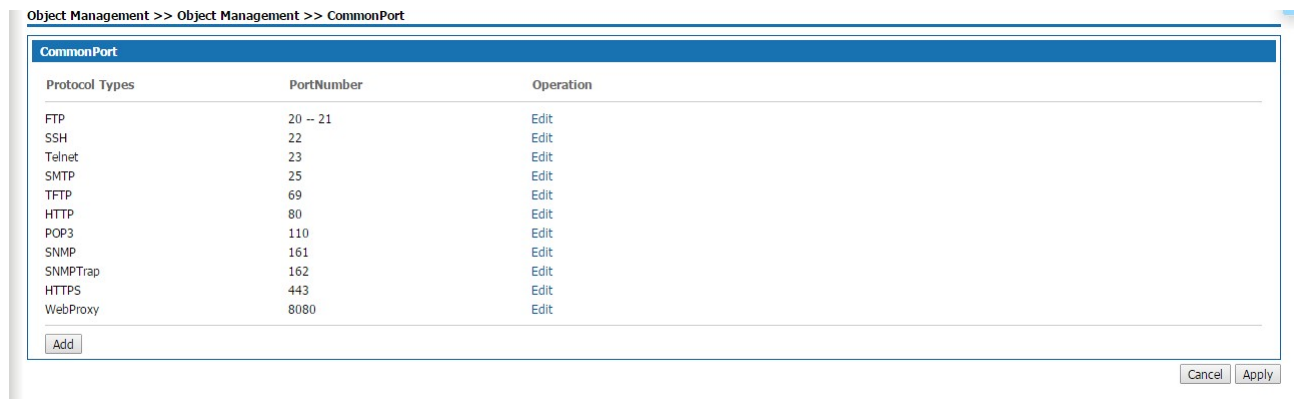 Object Management >> Object Management >> CommonPort
CommonPort
Protocol Types PortNumber Operation
FTP 20 -- 21 Edit
SSH 22 Edit
Telnet 23 Edit
SMTP 25 Edit
TFTP 69 Edit
HTTP 80 Edit
POP3 110 Edit
SNMP 161 Edit
SNMPTrap 162 Edit
HTTPS 443 Edit
WebProxy 8080 Edit
Add
Cancel Apply